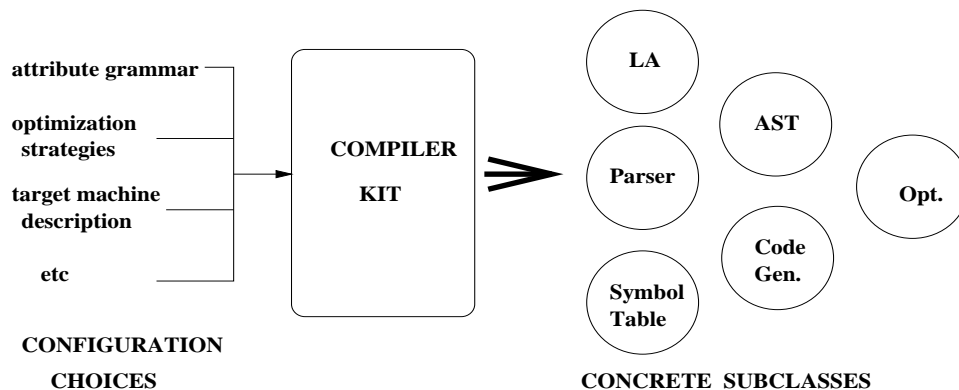 attribute grammar
optimization
strategies
target machine
description
etc
CONFIGURATION
CHOICES
COMPILER
KIT
LA
AST
Parser
Opt.
Code
Gen.
Symbol
Table
CONCRETE SUBCLASSES